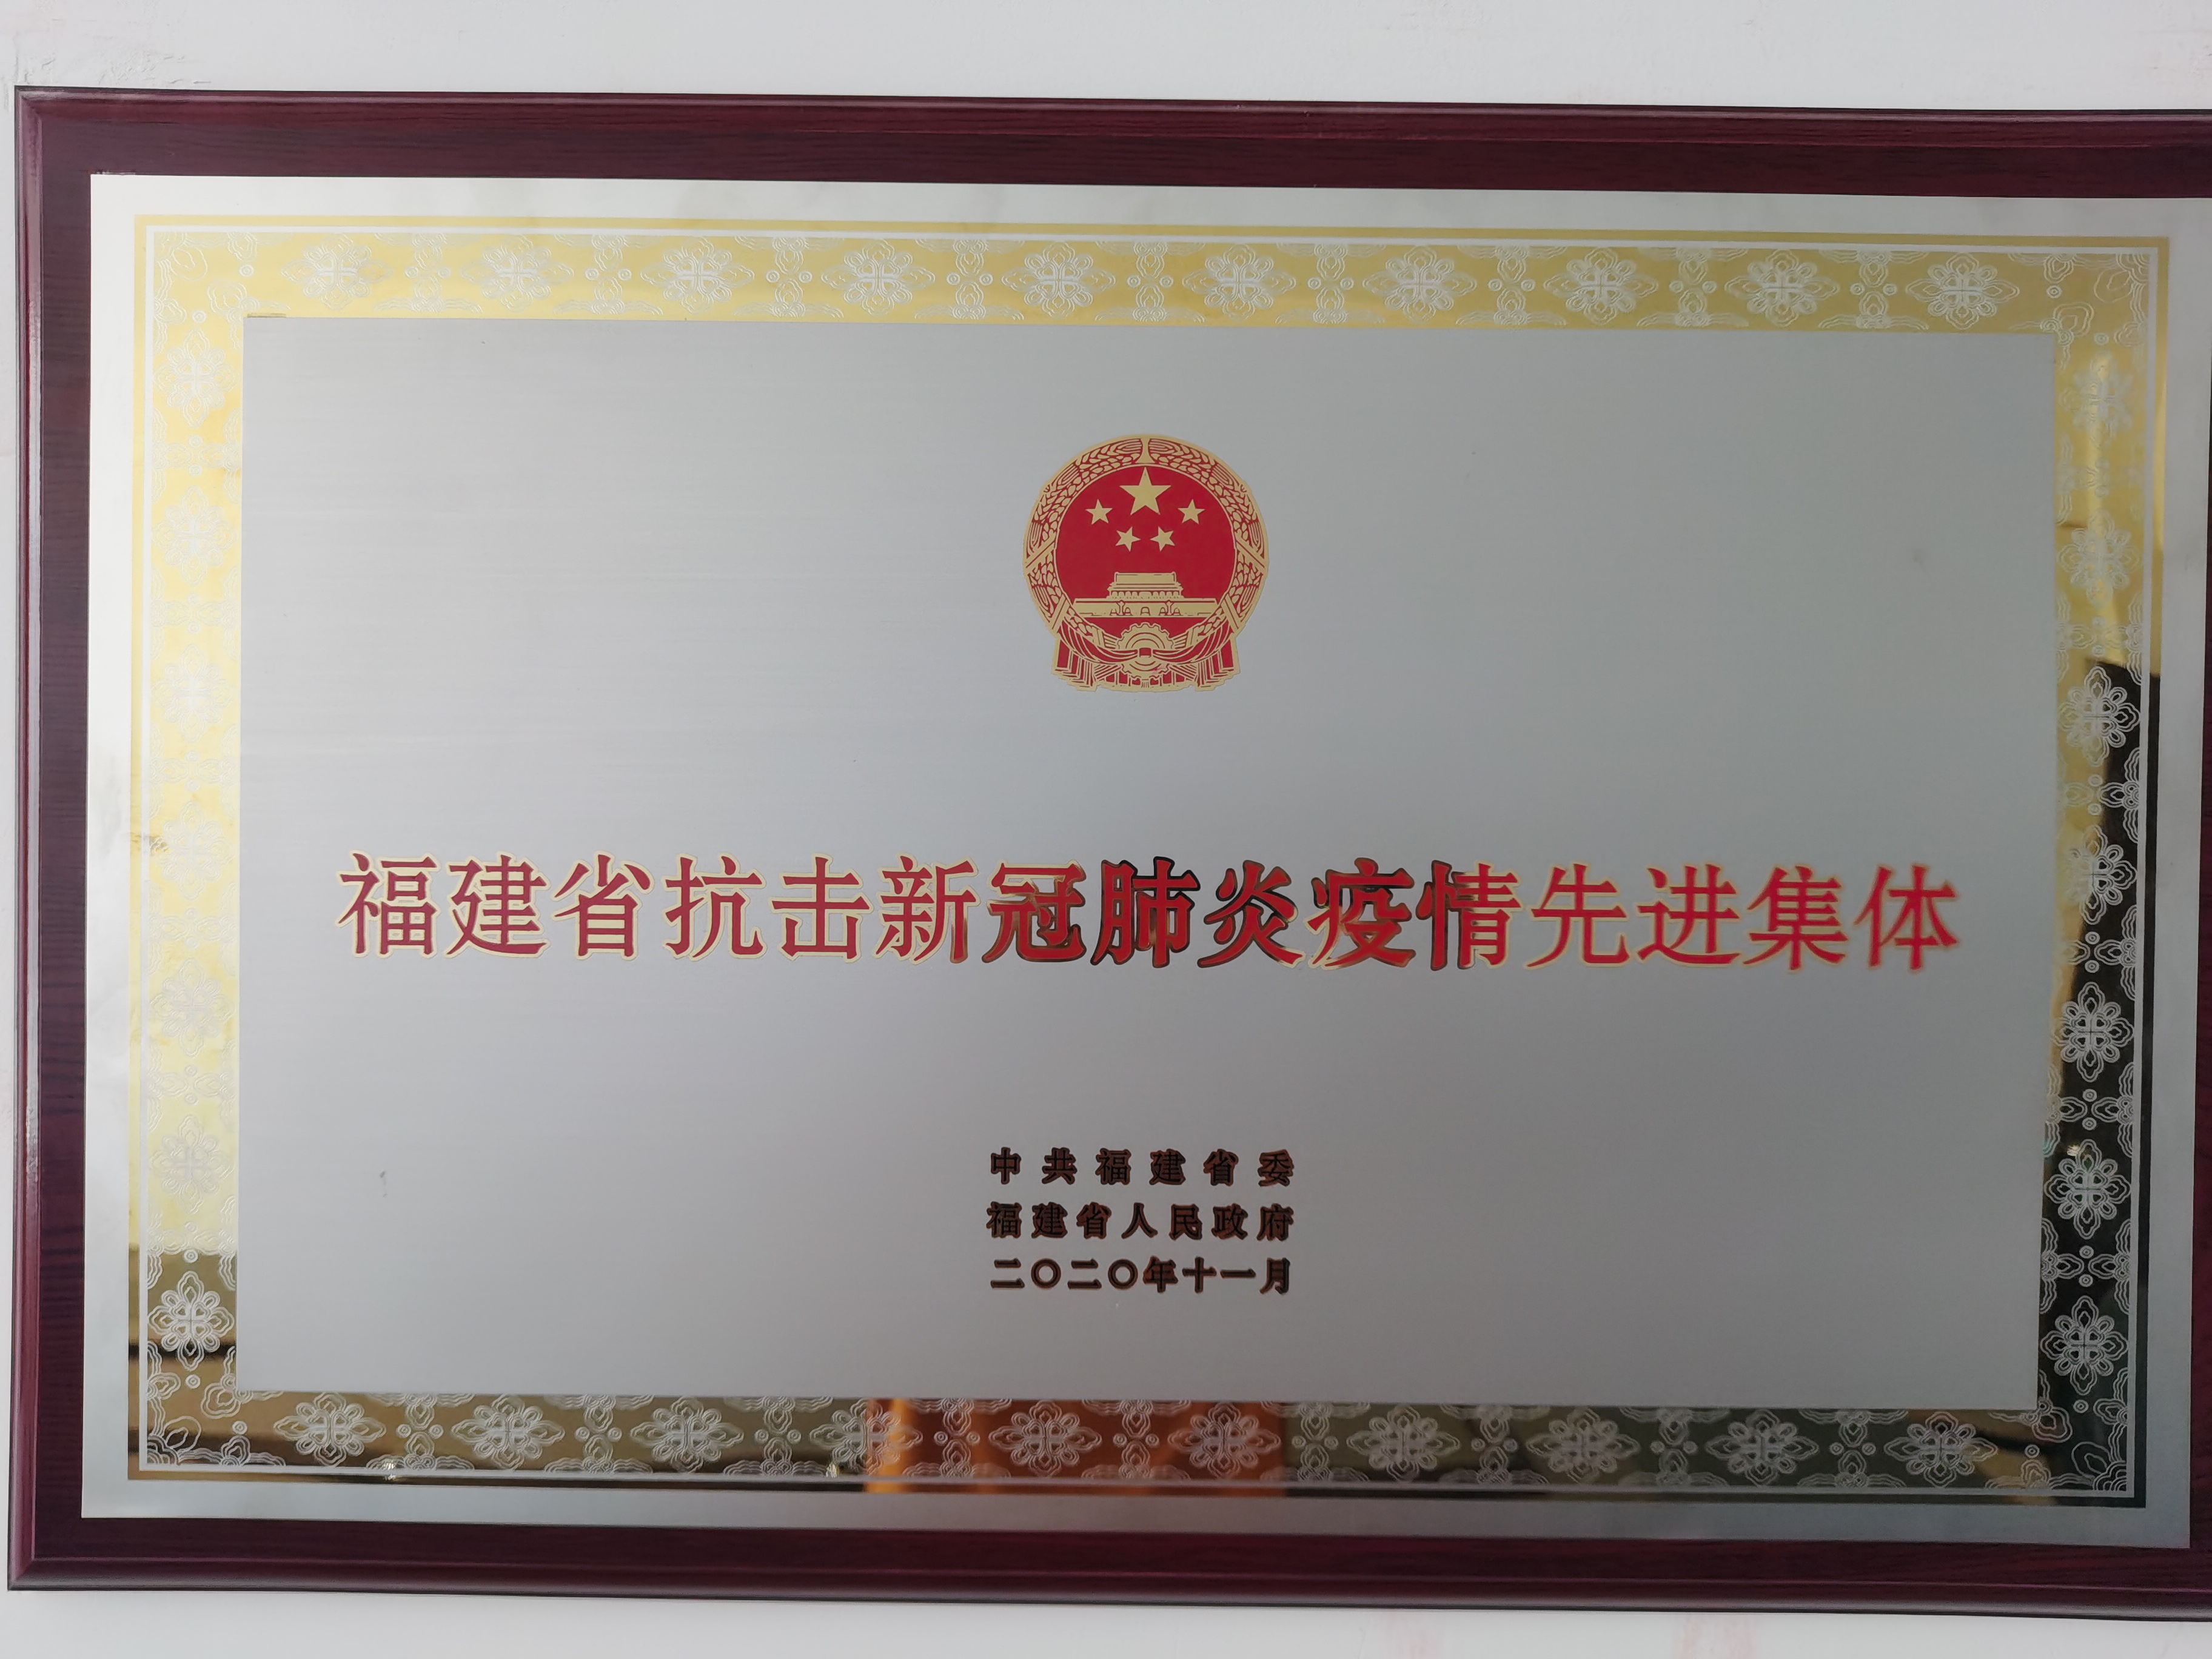 福建省抗击新冠肺炎疫情先进集体
中共福建省委
福建省人民政府
二〇二〇年十一月